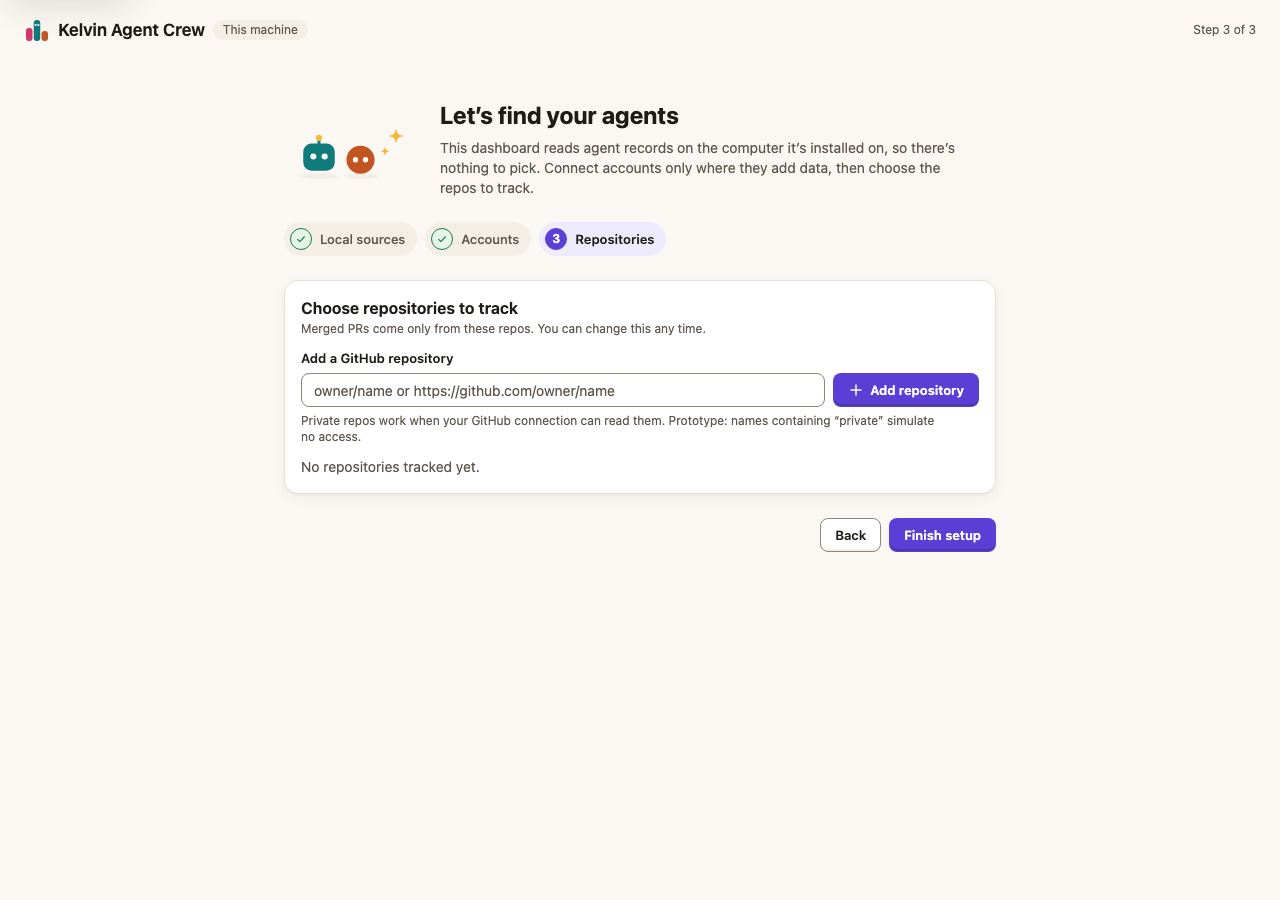 Kelvin Agent Crew
This machine
Step 3 of 3
Let’s find your agents
This dashboard reads agent records on the computer it’s installed on, so there’s
nothing to pick. Connect accounts only where they add data, then choose the
repos to track.
Local sources
Accounts
3 Repositories
Choose repositories to track
Merged PRs come only from these repos. You can change this any time.
Add a GitHub repository
owner/name or https://github.com/owner/name
Add repository
Private repos work when your GitHub connection can read them. Prototype: names containing “private” simulate
no access.
No repositories tracked yet.
Back
Finish setup